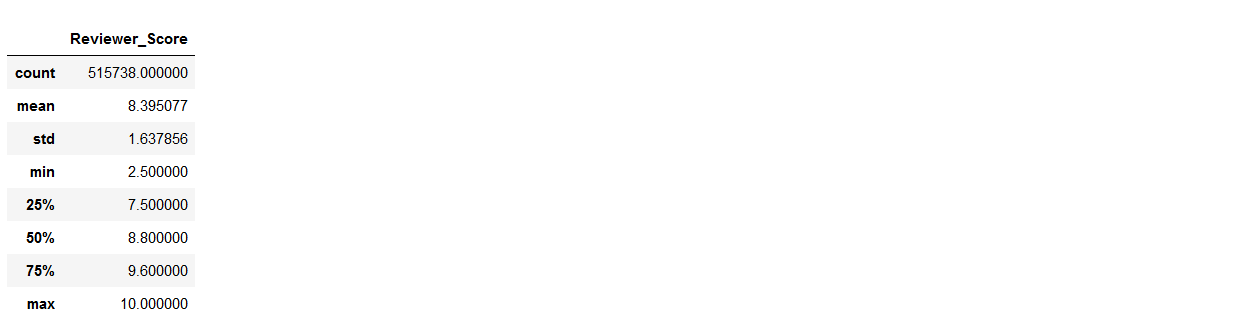 Reviewer_Score
count 515738.000000
mean 8.395077
std 1.637856
min 2.500000
25% 7.500000
50% 8.800000
75% 9.600000
max 10.000000